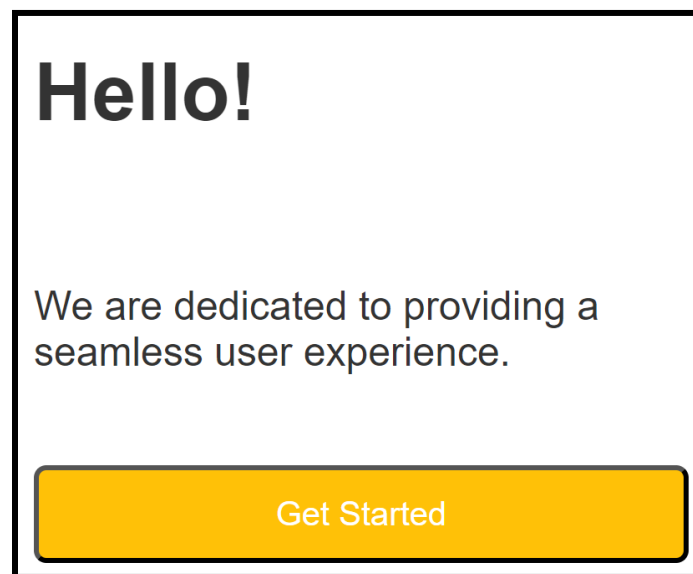 Hello!
We are dedicated to providing a
seamless user experience.
Get Started